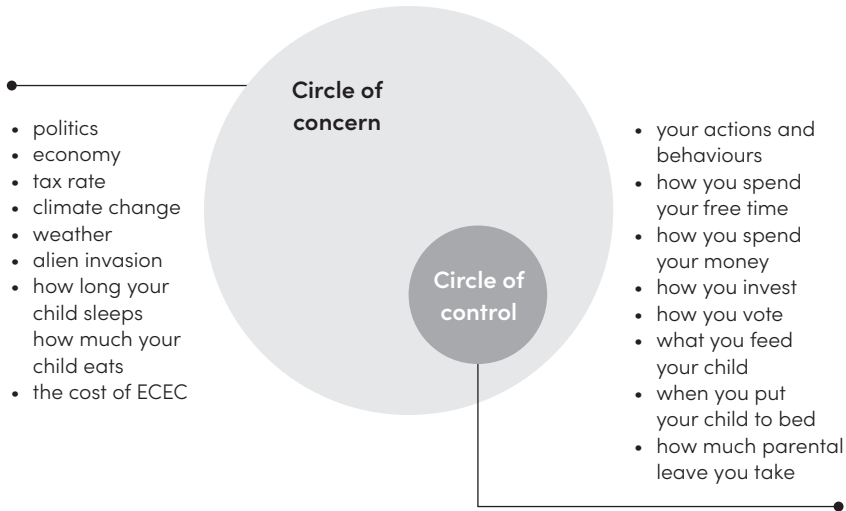 Circle of
concern
• politics
• economy
• tax rate
• climate change
• weather
• alien invasion
• how long your
child sleeps
how much your
child eats
• the cost of ECEC
Circle of
control
• your actions and
behaviours
• how you spend
your free time
• how you spend
your money
• how you invest
• how you vote
• what you feed
your child
• when you put
your child to bed
• how much parental
leave you take